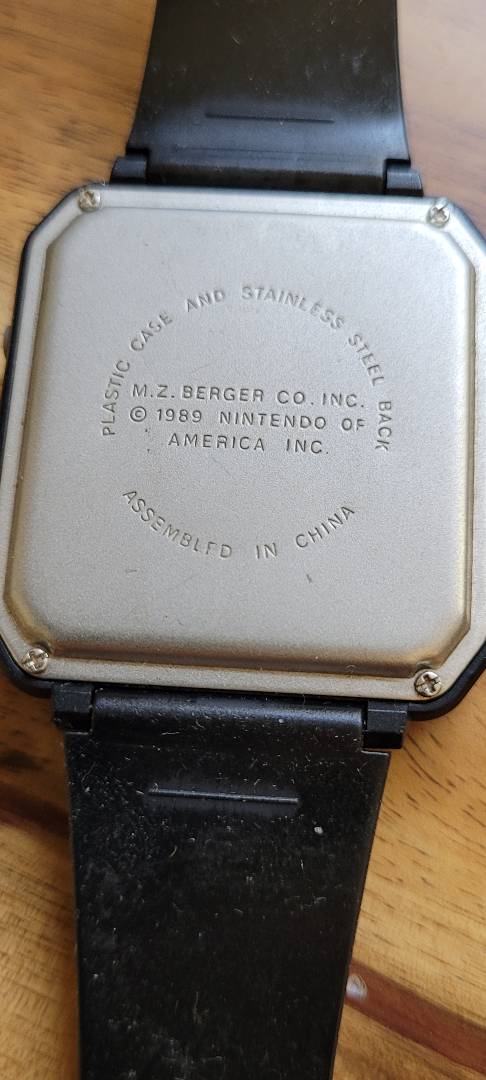 PLASTIC CASE AND STAINLESS STEEL BACK
M.Z. BERGER CO. INC.
© 1989 NINTENDO OF
AMERICA INC.
ASSEMBLED IN CHINA